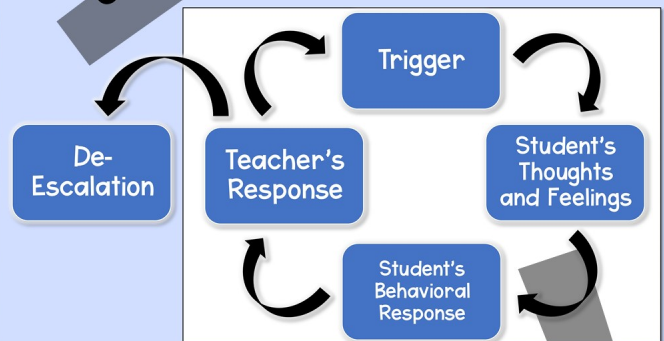 Trigger
De-
Escalation
Teacher's
Response
Student's
Thoughts
and Feelings
Student's
Behavioral
Response